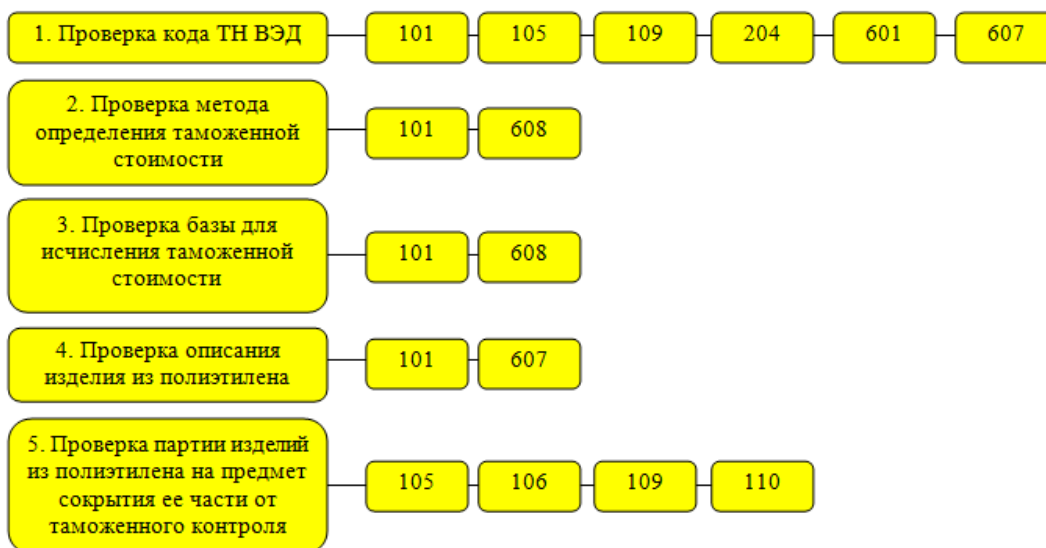 1. Проверка кода ТН ВЭД 101 105 109 204 601 607
2. Проверка метода
определения таможенной
стоимости
101 608
3. Проверка базы для
исчисления таможенной
стоимости
101 608
4. Проверка описания
изделия из полиэтилена
101 607
5. Проверка партии изделий
из полиэтилена на предмет
сокрытия ее части от
таможенного контроля
105 106 109 110